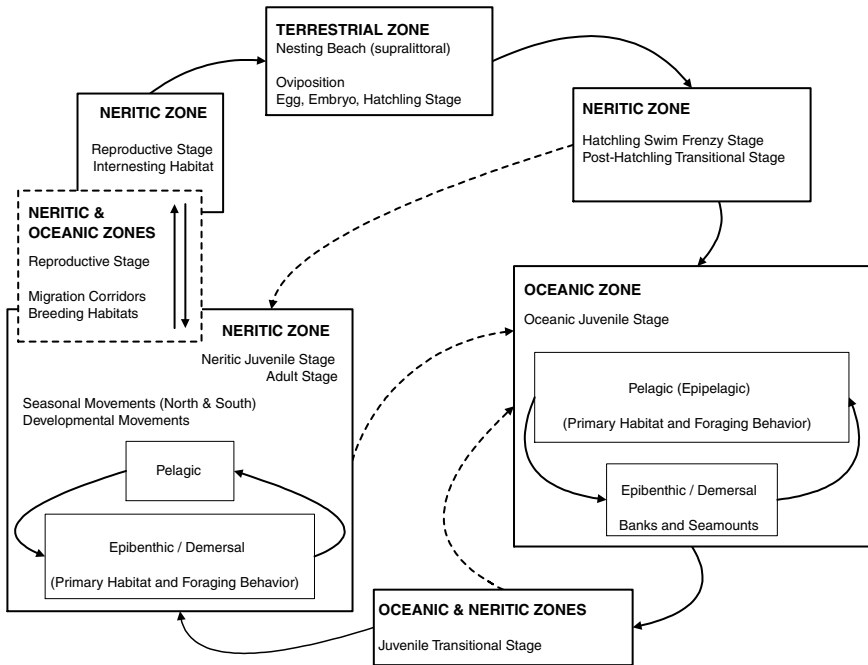 TERRESTRIAL ZONE
Nesting Beach (supralittoral)
Oviposition
Egg, Embryo, Hatchling Stage
NERITIC ZONE
Hatchling Swim Frenzy Stage
Post-Hatchling Transitional Stage
NERITIC ZONE
Reproductive Stage
Internesting Habitat
NERITIC &
OCEANIC ZONES
Reproductive Stage
Migration Corridors
Breeding Habitats
OCEANIC ZONE
Oceanic Juvenile Stage
Pelagic (Epipelagic)
(Primary Habitat and Foraging Behavior)
Epibenthic / Demersal
Banks and Seamounts
NERITIC ZONE
Neritic Juvenile Stage
Adult Stage
Seasonal Movements (North & South)
Developmental Movements
Pelagic
Epibenthic / Demersal
(Primary Habitat and Foraging Behavior)
OCEANIC & NERITIC ZONES
Juvenile Transitional Stage